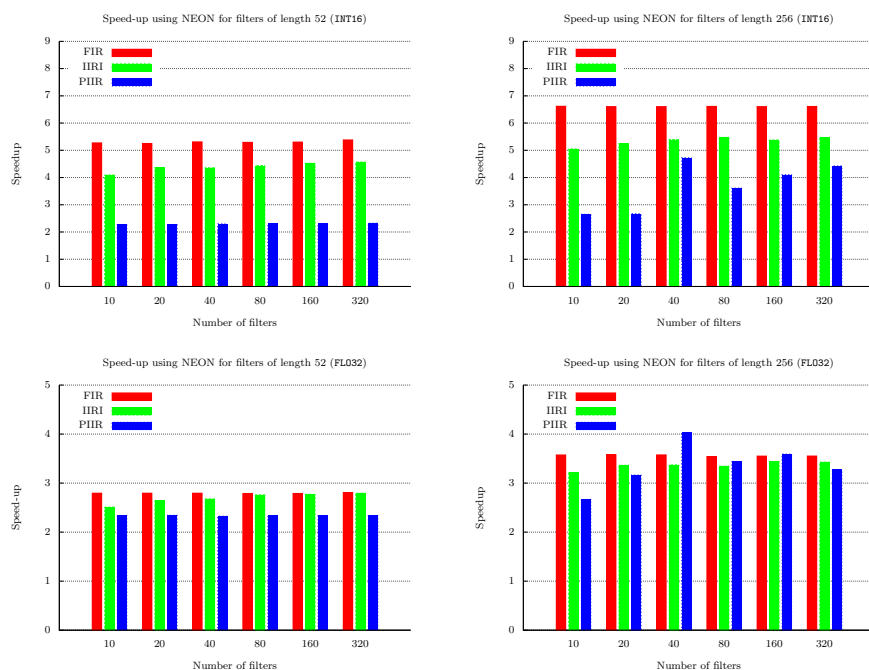 Speed-up using NEON for filters of length 52 (INT16)
9
8
7
6
5
4
3
2
1
0
Speedup
FIR
IIRI
PIIR
10 20 40 80 160 320
Number of filters
Speed-up using NEON for filters of length 256 (INT16)
9
8
7
6
5
4
3
2
1
0
Speedup
FIR
IIRI
PIIR
10 20 40 80 160 320
Number of filters
Speed-up using NEON for filters of length 52 (FLO32)
5
4
3
2
1
0
Speed-up
FIR
IIRI
PIIR
10 20 40 80 160 320
Number of filters
Speed-up using NEON for filters of length 256 (FLO32)
5
4
3
2
1
0
Speedup
FIR
IIRI
PIIR
10 20 40 80 160 320
Number of filters